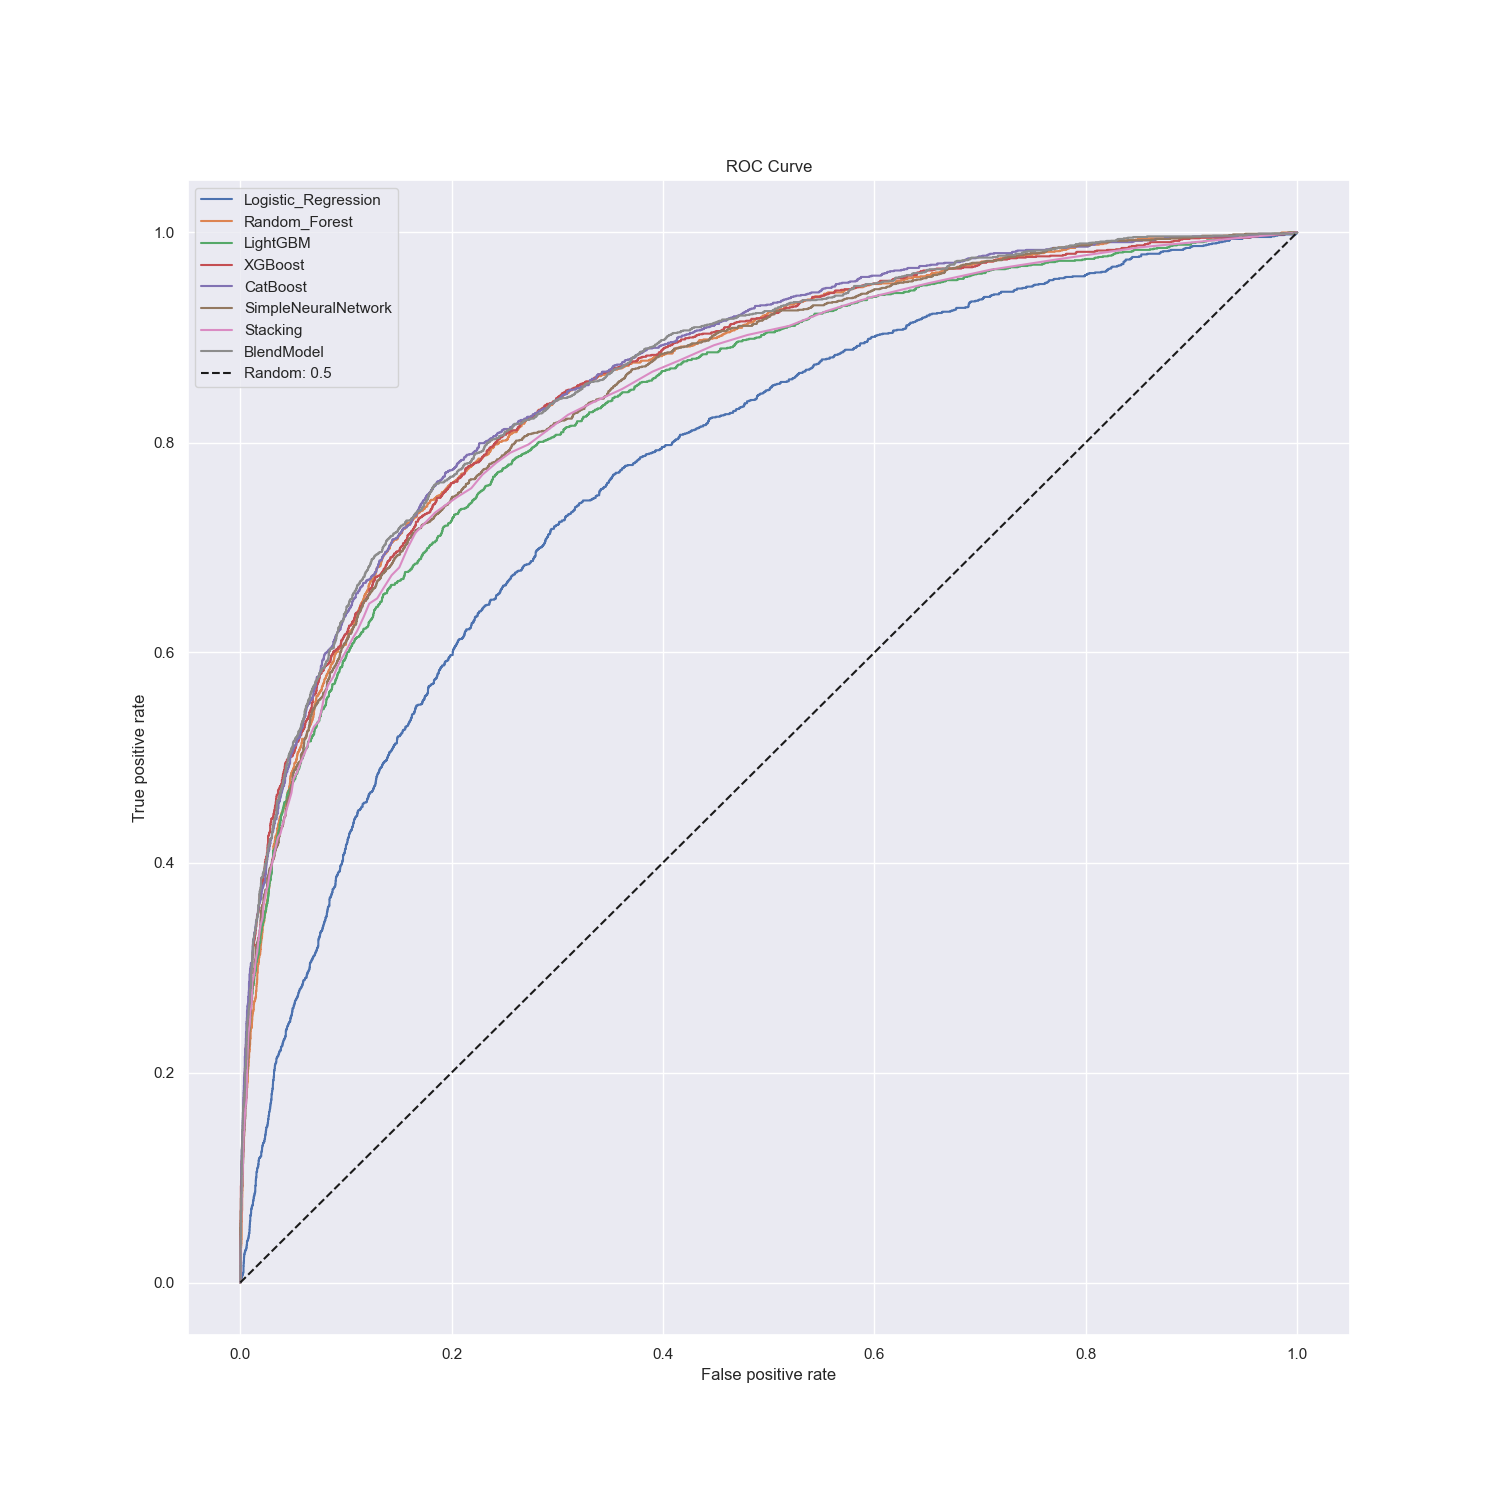 ROC Curve
Logistic_Regression
Random_Forest
LightGBM
XGBoost
CatBoost
SimpleNeuralNetwork
Stacking
BlendModel
Random: 0.5
1.0
0.8
0.6
0.4
0.2
0.0
True positive rate
0.0 0.2 0.4 0.6 0.8 1.0
False positive rate